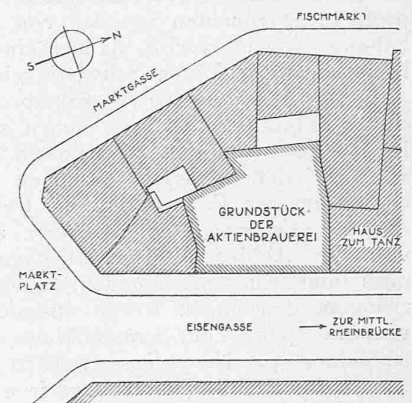 FISCHMARKT
N
S
MARKTGASSE
GRUNDSTÜCK
DER
AKTIENBRAUEREI
HAUS
ZUM TANZ
MARKT-
PLATZ
EISENGASSE
ZUR MITTL.
RHEINBRÜCKE